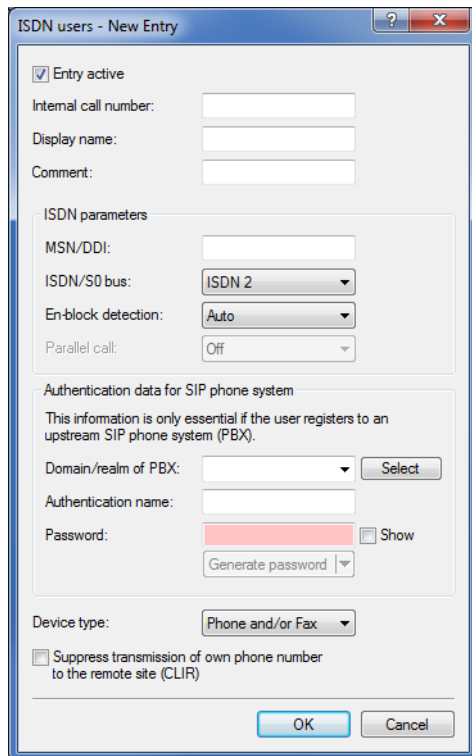 ISDN users - New Entry
Entry active
Internal call number:
Display name:
Comment:
ISDN parameters
MSN/DDI:
ISDN/S0 bus: ISDN 2
En-block detection: Auto
Parallel call: Off
Authentication data for SIP phone system
This information is only essential if the user registers to an
upstream SIP phone system (PBX).
Domain/realm of PBX: Select
Authentication name:
Password: Show
Generate password
Device type: Phone and/or Fax
Suppress transmission of own phone number
to the remote site (CLIR)
OK Cancel